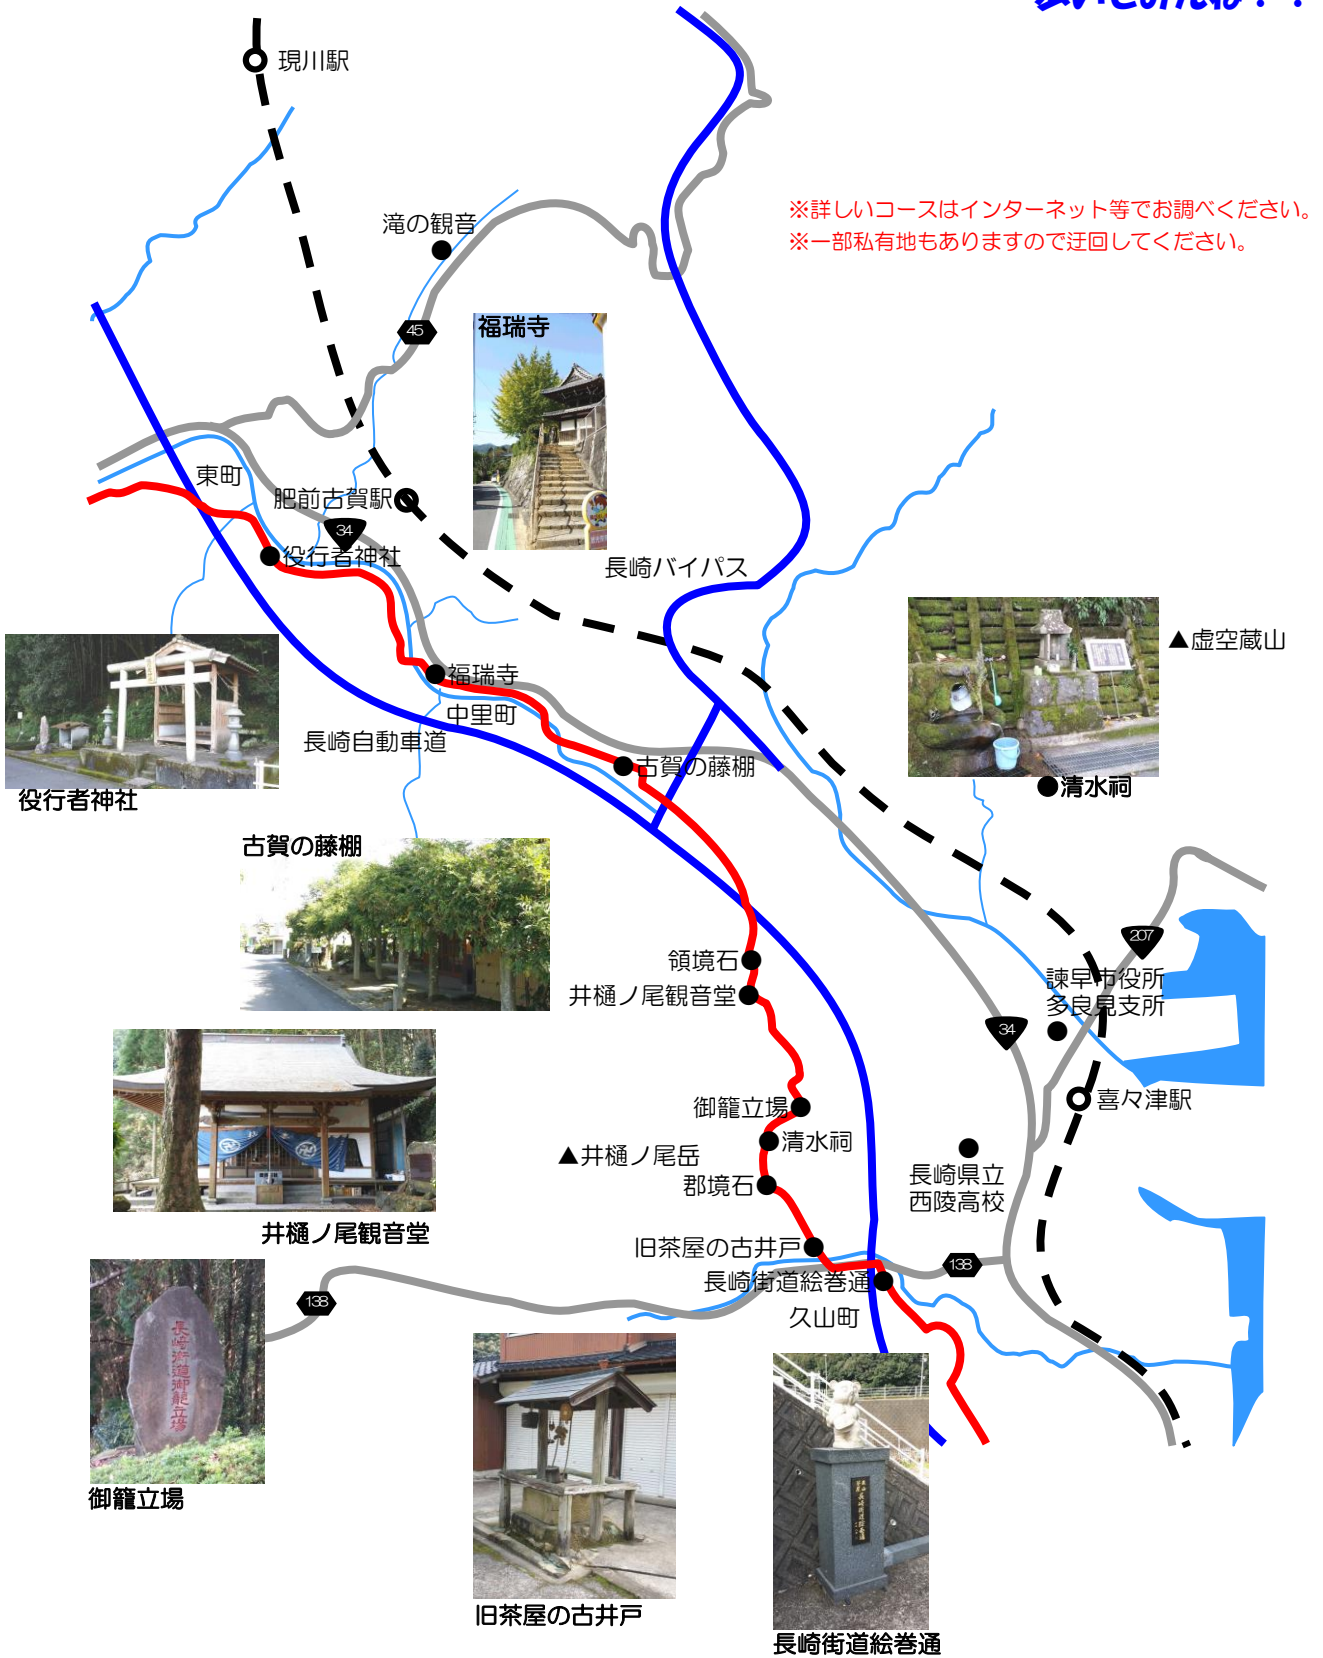 現川駅
※詳しいコースはインターネット等でお調べください。
※一部私有地もありますので迂回してください。
滝の観音
45
福瑞寺
東町
肥前古賀駅
34
役行者神社
長崎バイパス
▲虚空蔵山
福瑞寺
中里町
長崎自動車道
古賀の藤棚
●清水祠
役行者神社
古賀の藤棚
207
領境石
諫早市役所
多良見支所
井樋ノ尾観音堂
34
御籠立場
喜々津駅
清水祠
▲井樋ノ尾岳
郡境石
長崎県立
西陵高校
井樋ノ尾観音堂
旧茶屋の古井戸
138
長崎街道絵巻通
138
久山町
長崎街道御籠立場
御籠立場
旧茶屋の古井戸
長崎街道絵巻通